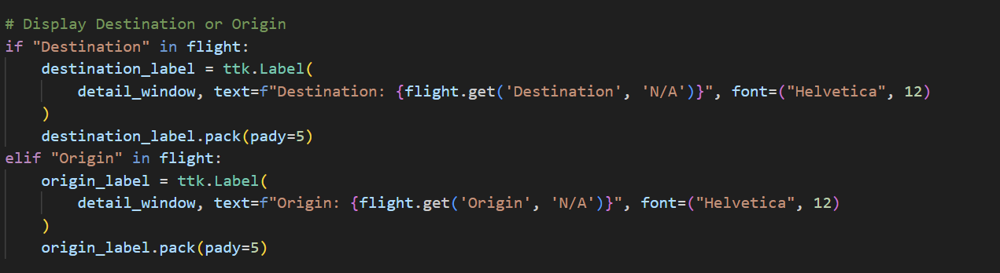 # Display Destination or Origin
if "Destination" in flight:
    destination_label = ttk.Label(
        detail_window, text=f"Destination: {flight.get('Destination', 'N/A')}", font=("Helvetica", 12)
    )
    destination_label.pack(pady=5)
elif "Origin" in flight:
    origin_label = ttk.Label(
        detail_window, text=f"Origin: {flight.get('Origin', 'N/A')}", font=("Helvetica", 12)
    )
    origin_label.pack(pady=5)